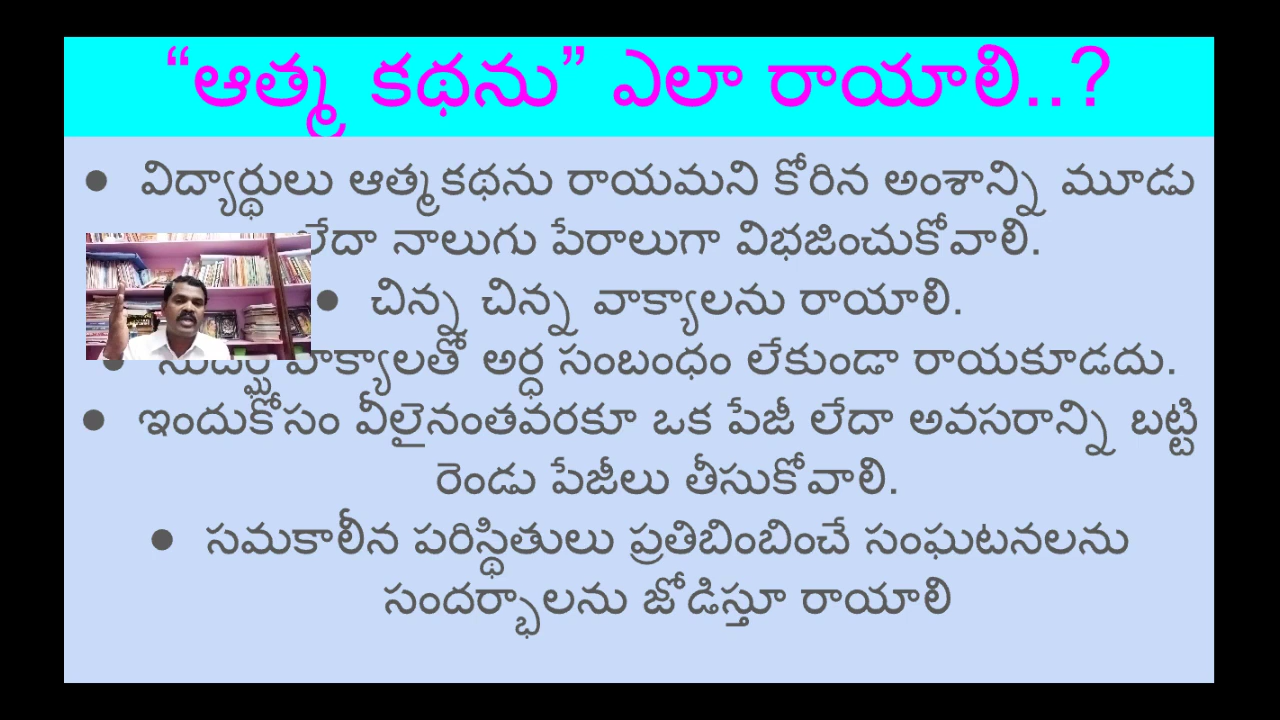 “ఆత్మ కథను” ఎలా రాయాలి..?
● విద్యార్థులు ఆత్మకథను రాయమని కోరిన అంశాన్ని మూడు
లేదా నాలుగు పేరాలుగా విభజించుకోవాలి.
● చిన్న చిన్న వాక్యాలను రాయాలి.
● సుదీర్ఘ వాక్యాలతో అర్ధ సంబంధం లేకుండా రాయకూడదు.
● ఇందుకోసం వీలైనంతవరకూ ఒక పేజీ లేదా అవసరాన్ని బట్టి
రెండు పేజీలు తీసుకోవాలి.
● సమకాలీన పరిస్థితులు ప్రతిబింబించే సంఘటనలను
సందర్భాలను జోడిస్తూ రాయాలి